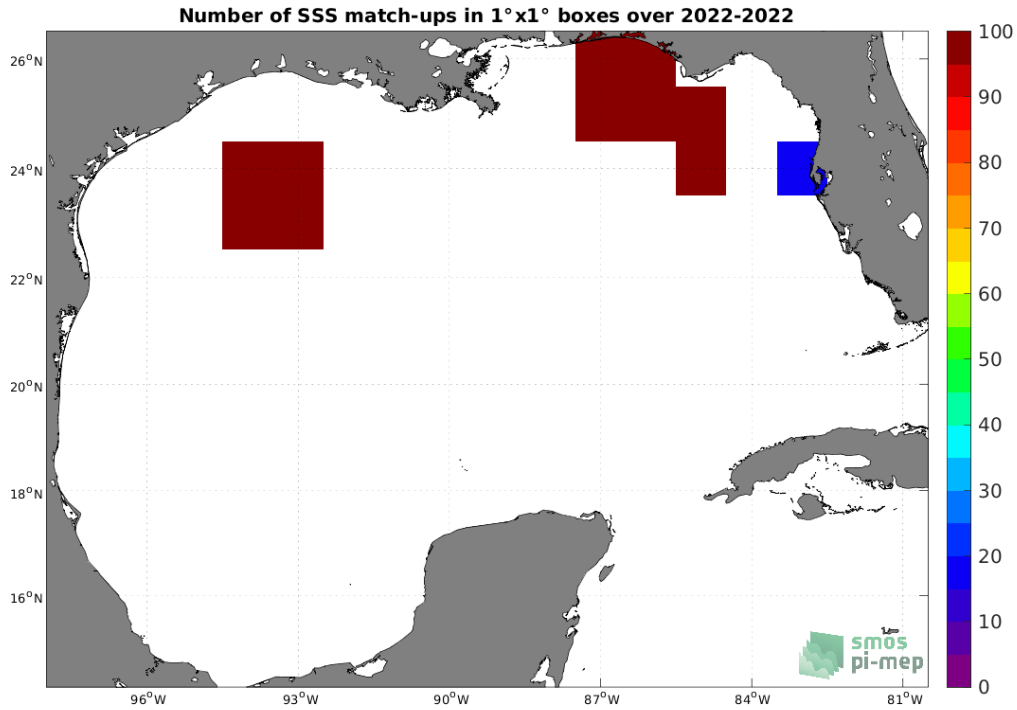 Number of SSS match-ups in 1°x1° boxes over 2022-2022
26°N
24°N
22°N
20°N
18°N
16°N
96°W
93°W
90°W
87°W
84°W
81°W
100
90
80
70
60
50
40
30
20
10
0
smos
pi-mep